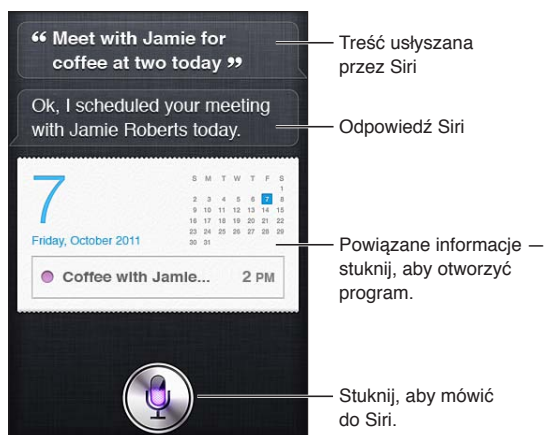 “ Meet with Jamie for
coffee at two today ”
Treść usłyszana
przez Siri
Ok, I scheduled your meeting
with Jamie Roberts today.
Odpowiedź Siri
7
Friday, October 2011
S M T W T F S
1
2 3 4 5 6 7 8
9 10 11 12 13 14 15
16 17 18 19 20 21 22
23 24 25 26 27 28 29
30 31
Coffee with Jamie... 2 PM
Powiązane informacje —
stuknij, aby otworzyć
program.
Stuknij, aby mówić
do Siri.